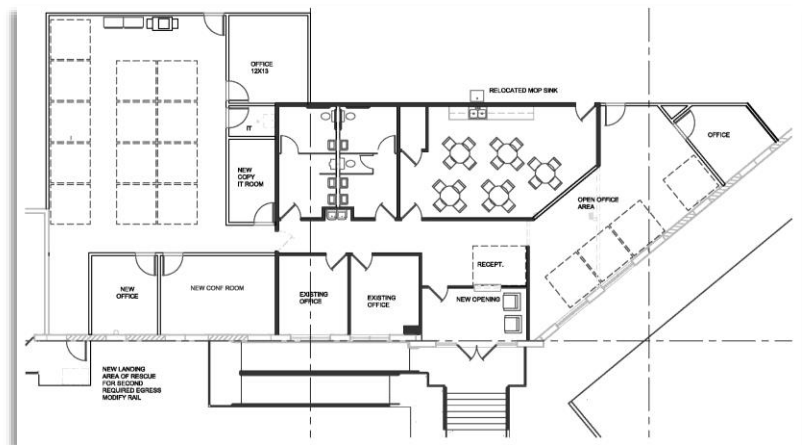 OFFICE
12X13
RELOCATED MOP SINK
IT
NEW
COPY
IT ROOM
OFFICE
OPEN OFFICE
AREA
RECEPT.
NEW
OFFICE
NEW CONF ROOM
EXISTING
OFFICE
EXISTING
OFFICE
NEW OPENING
NEW LANDING
AREA OF RESCUE
FOR SECOND
REQUIRED EGRESS
MODIFY RAIL